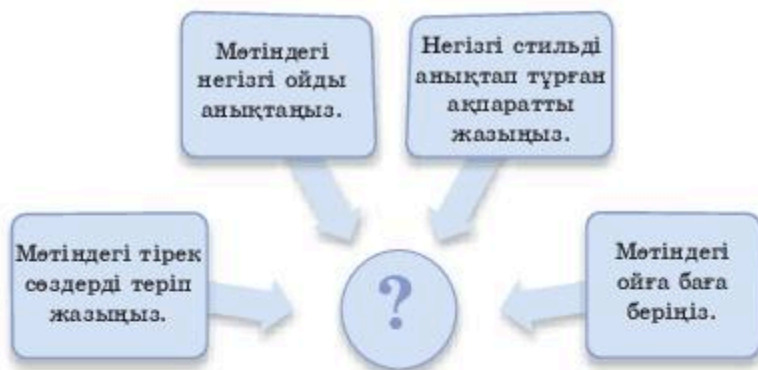 Мәтіндегі
негізгі ойды
анықтаңыз.
Негізгі стильді
анықтап тұрған
ақпаратты
жазыңыз.
Мәтіндегі тірек
сөздерді теріп
жазыңыз.
?
Мәтіндегі
ойға баға
беріңіз.